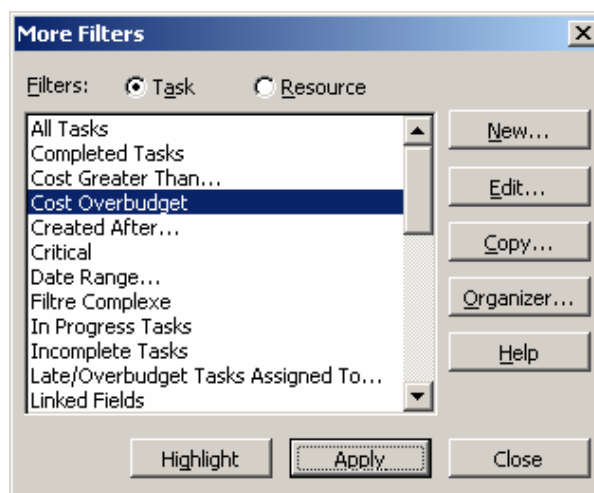 More Filters
Filters: Task Resource
All Tasks
Completed Tasks
Cost Greater Than...
Cost Overbudget
Created After...
Critical
Date Range...
Filtre Complexe
In Progress Tasks
Incomplete Tasks
Late/Overbudget Tasks Assigned To...
Linked Fields
New...
Edit...
Copy...
Organizer...
Help
Highlight Apply Close